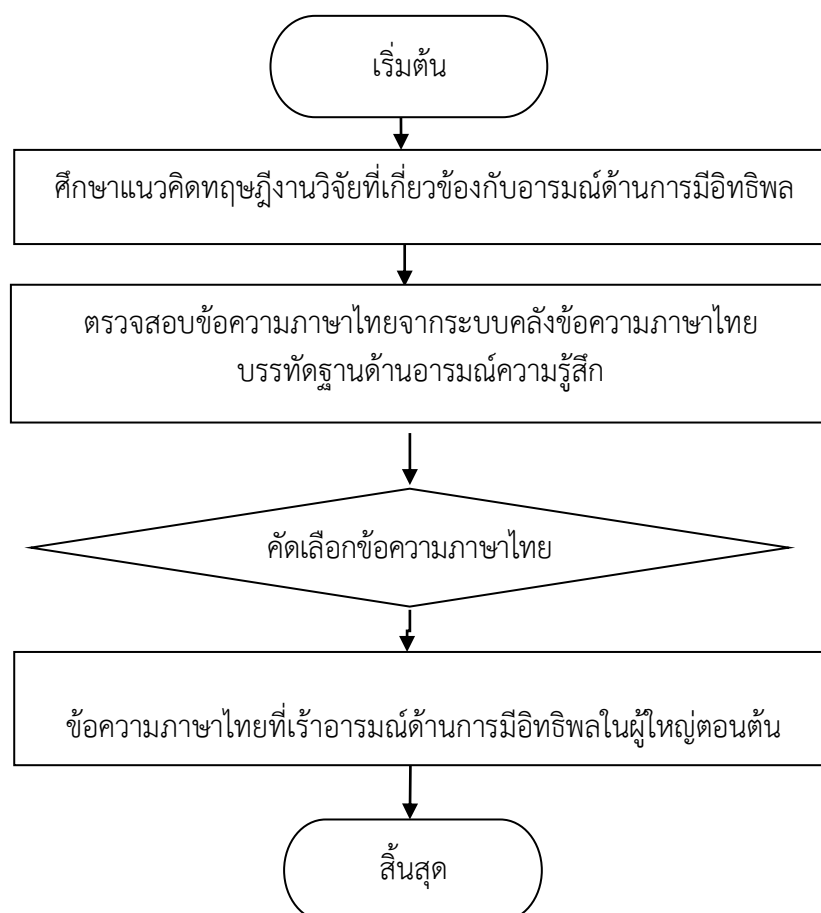 เริ่มต้น
ศึกษาแนวคิดทฤษฎีงานวิจัยที่เกี่ยวข้องกับอารมณ์ด้านการมีอิทธิพล
ตรวจสอบข้อความภาษาไทยจากระบบคลังข้อความภาษาไทย
บรรทัดฐานด้านอารมณ์ความรู้สึก
คัดเลือกข้อความภาษาไทย
ข้อความภาษาไทยที่เร้าอารมณ์ด้านการมีอิทธิพลในผู้ใหญ่ตอนต้น
สิ้นสุด